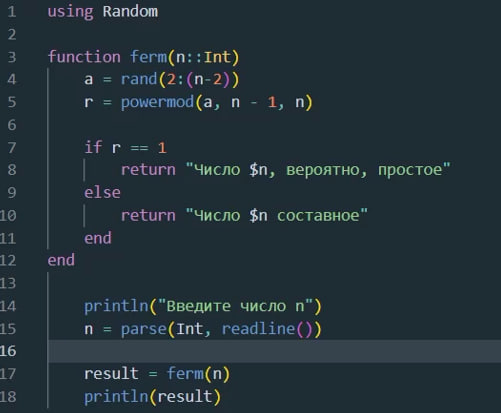 1 using Random
2
3 function ferm(n::Int)
4     a = rand(2:(n-2))
5     r = powermod(a, n - 1, n)
6
7     if r == 1
8         return "Число $n, вероятно, простое"
9     else
10         return "Число $n составное"
11     end
12 end
13
14     println("Введите число n")
15     n = parse(Int, readline())
16
17     result = ferm(n)
18     println(result)